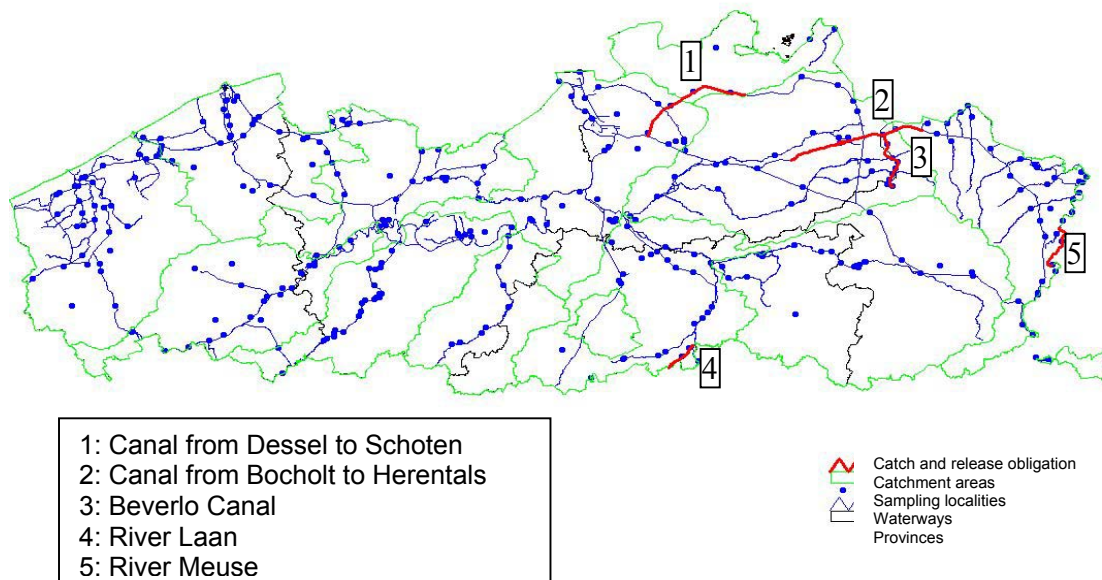 1
2
3
5
4
1: Canal from Dessel to Schoten
2: Canal from Bocholt to Herentals
3: Beverlo Canal
4: River Laan
5: River Meuse
Catch and release obligation
Catchment areas
Sampling localities
Waterways
Provinces